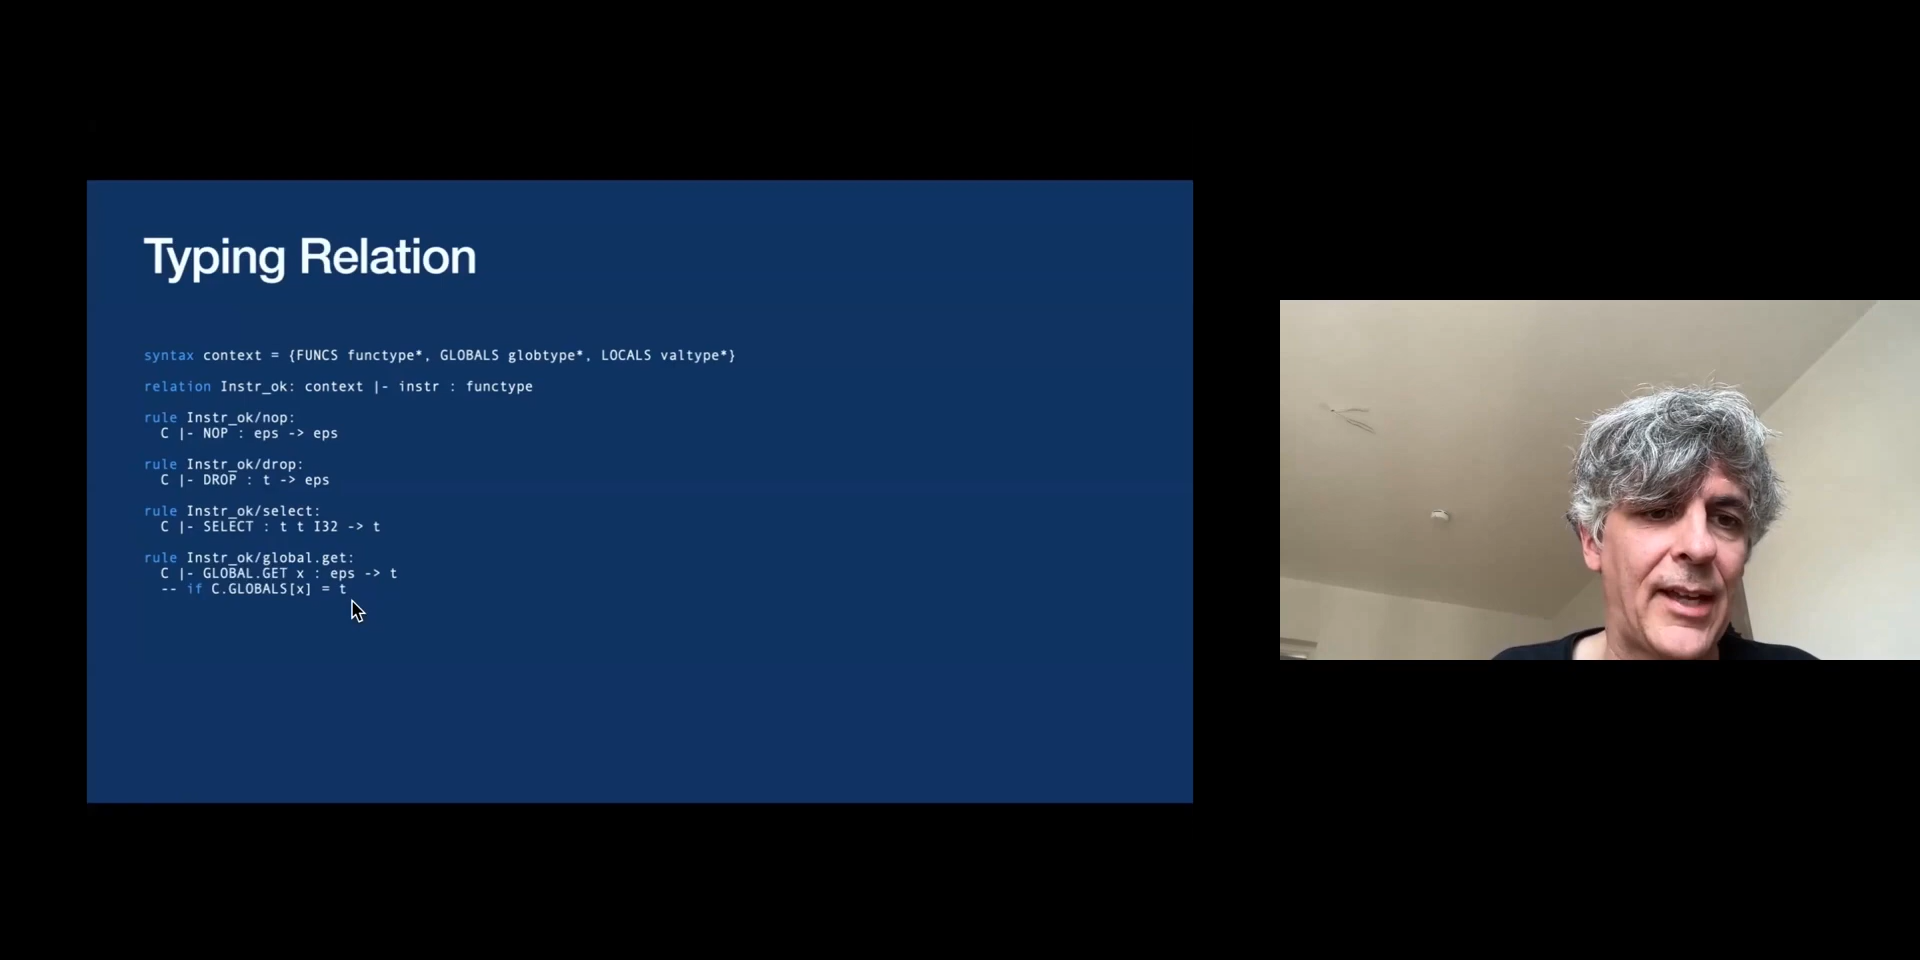 Typing Relation
syntax context = {FUNCS functype*, GLOBALS globtype*, LOCALS valtype*}
relation Instr_ok: context |- instr : functype
rule Instr_ok/nop:
C |- NOP : eps -> eps
rule Instr_ok/drop:
C |- DROP : t -> eps
rule Instr_ok/select:
C |- SELECT : t t I32 -> t
rule Instr_ok/global.get:
C |- GLOBAL.GET x : eps -> t
-- if C.GLOBALS[x] = t